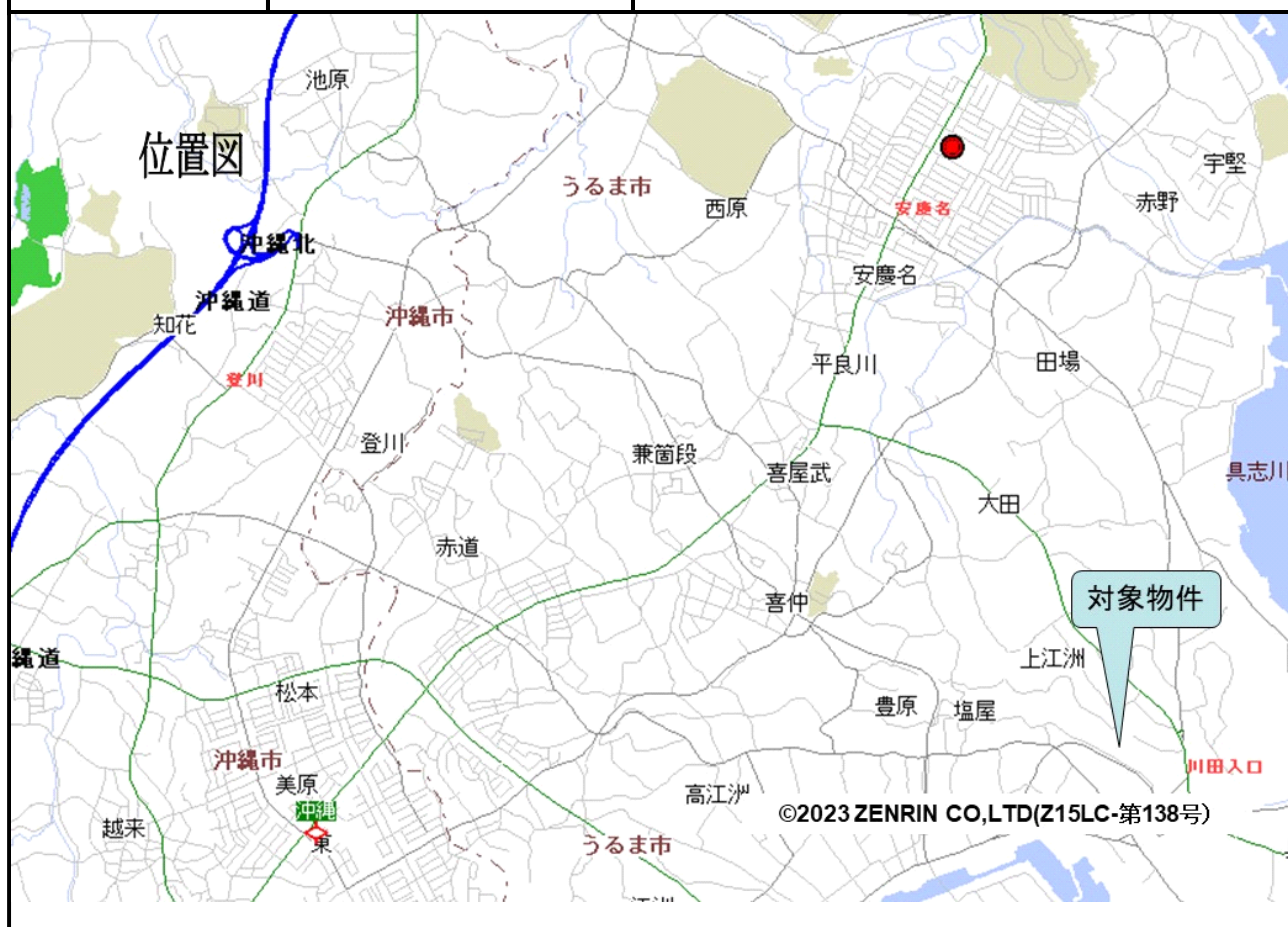 池原
位置図
うるま市
西原
宇堅
赤野
安慶名
沖縄北
安慶名
沖縄道
知花
沖縄市
平良川
田場
登川
登川
兼箇段
喜屋武
具志川
大田
赤道
喜仲
対象物件
縄道
上江洲
松本
豊原
塩屋
沖縄市
川田入口
美原
高江洲
沖縄
©2023 ZENRIN CO,LTD(Z15LC-第138号)
越来
東
うるま市